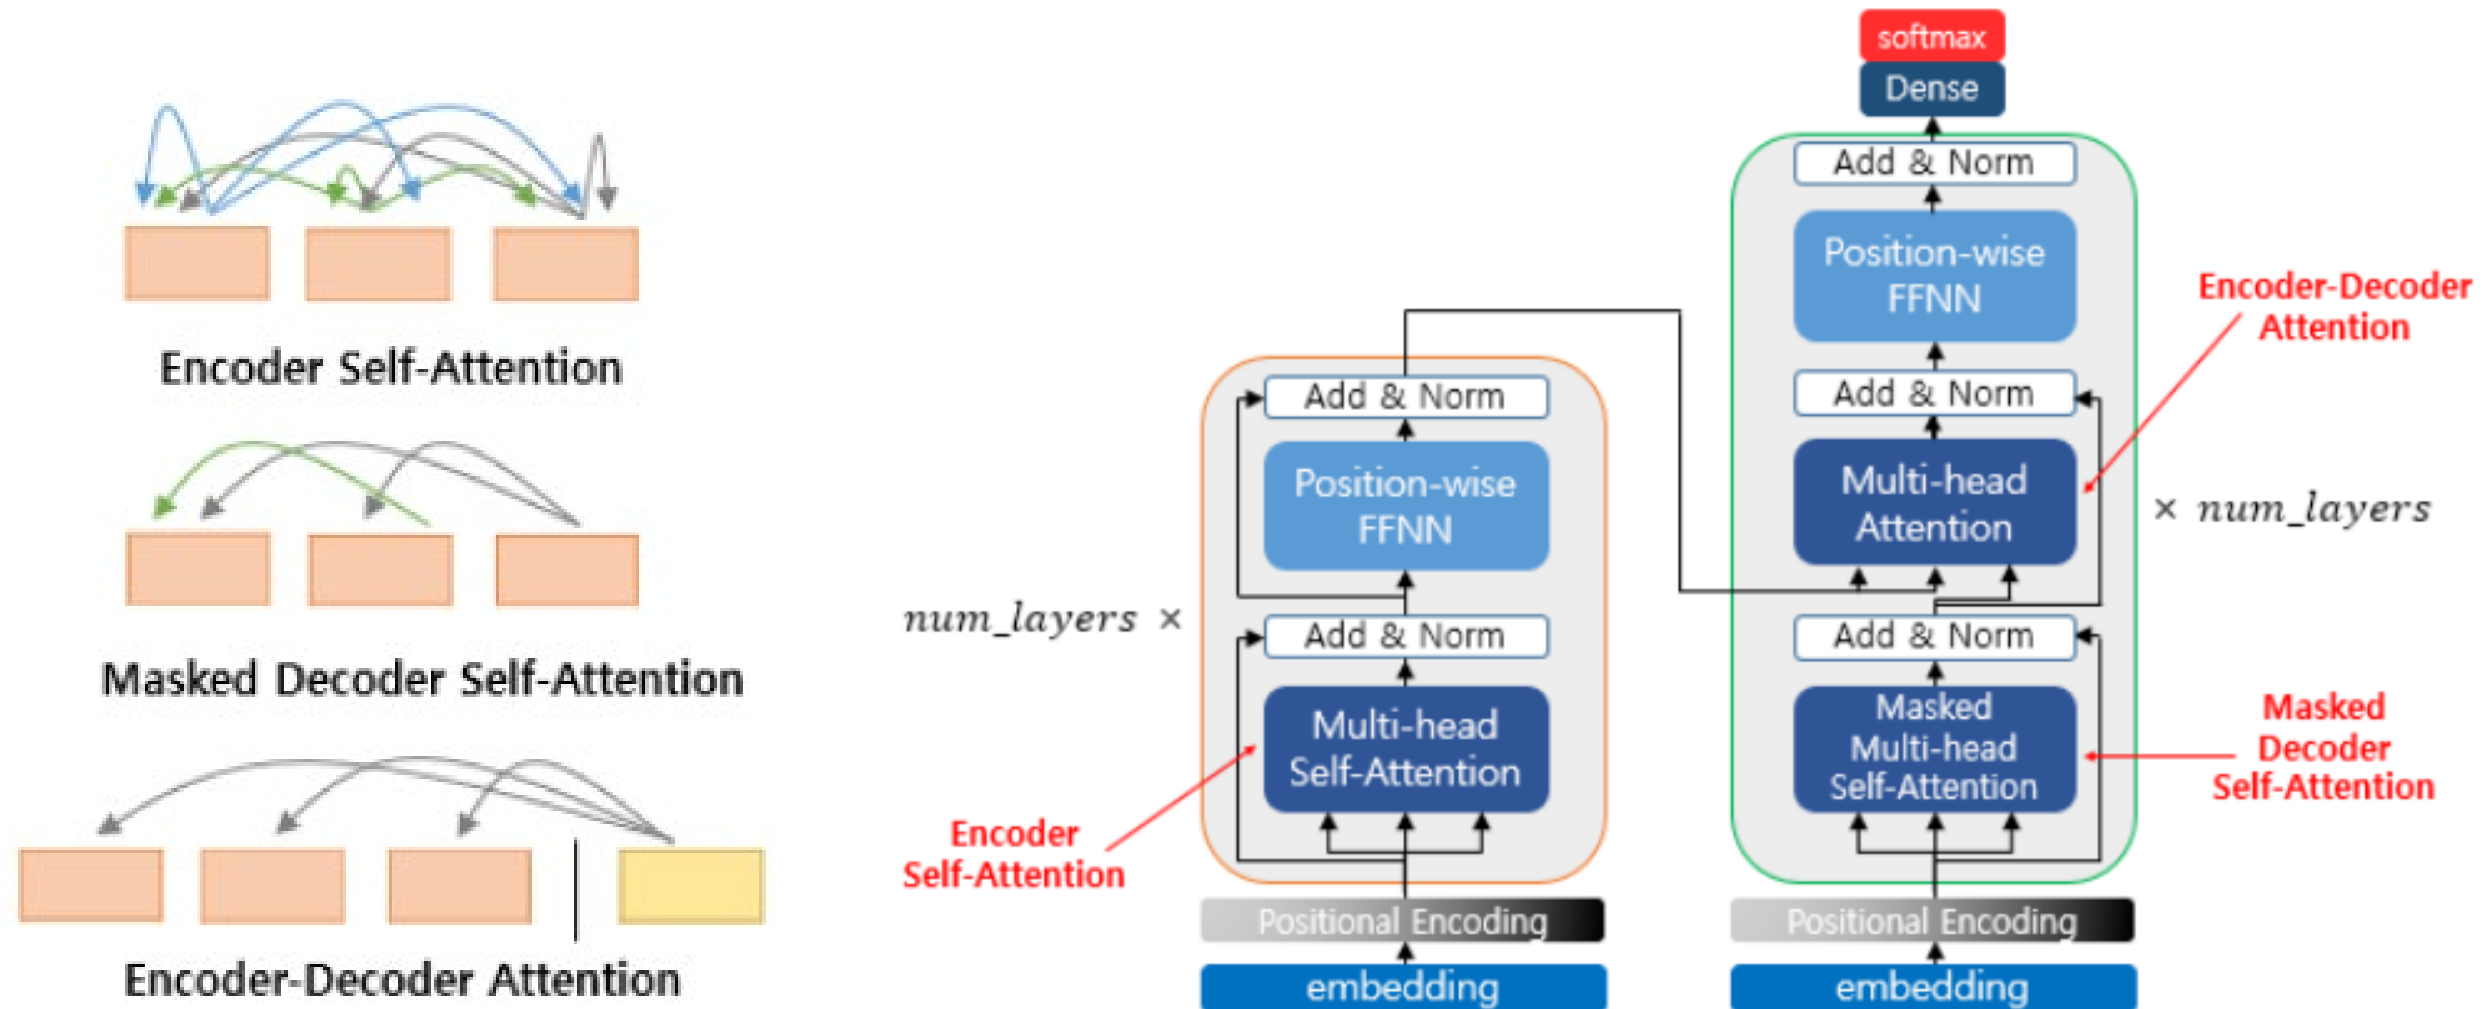 Encoder Self-Attention
Masked Decoder Self-Attention
Encoder-Decoder Attention
num_layers ×
Add & Norm
Position-wise
FFNN
Add & Norm
Multi-head
Self-Attention
Encoder
Self-Attention
Positional Encoding
embedding
softmax
Dense
Add & Norm
Position-wise
FFNN
Add & Norm
Multi-head
Attention
Add & Norm
Masked
Multi-head
Self-Attention
Positional Encoding
embedding
Encoder-Decoder
Attention
× num_layers
Masked
Decoder
Self-Attention